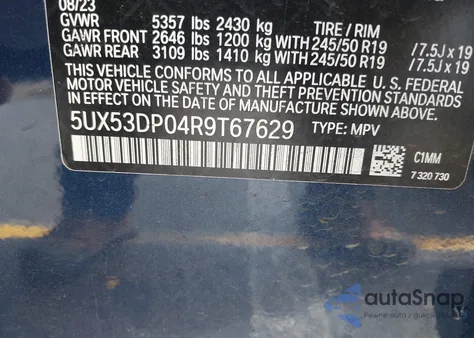 08/23
GVWR 5357 lbs 2430 kg TIRE / RIM
GAWR FRONT 2646 lbs 1200 kg WITH 245/50 R19 / 7.5J x 19
GAWR REAR 3109 lbs 1410 kg WITH 245/50 R19 / 7.5J x 19
THIS VEHICLE CONFORMS TO ALL APPLICABLE U. S. FEDERAL
MOTOR VEHICLE SAFETY AND THEFT PREVENTION STANDARDS
IN EFFECT ON THE DATE OF MANUFACTURE SHOWN ABOVE.
5UX53DP04R9T67629 TYPE: MPV
C1MM
7 320 730
autoSnap
Pewne auta z gwarancją